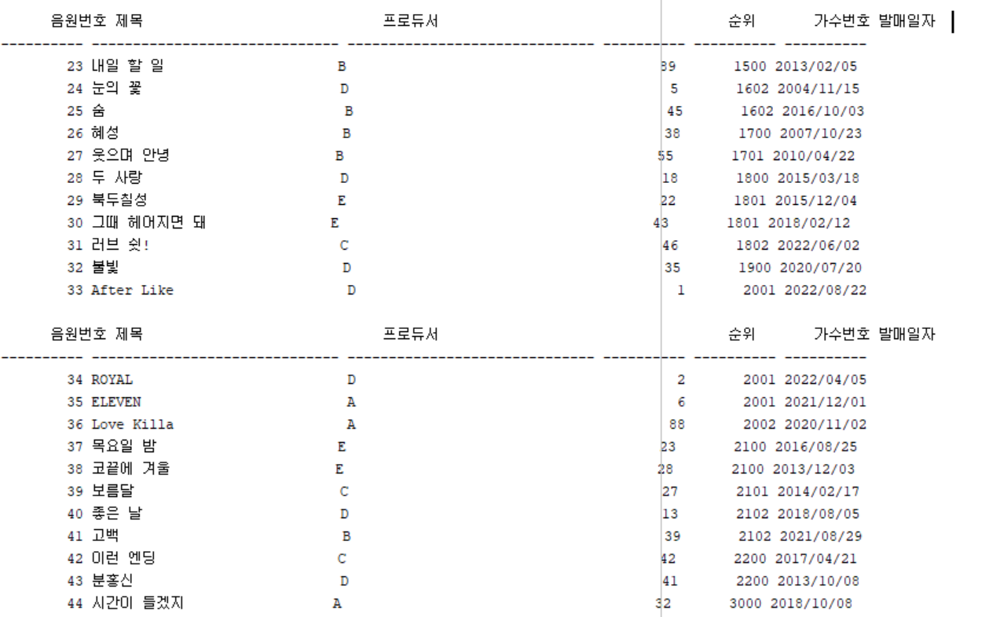 음원번호 제목 프로듀서 순위 가수번호 발매일자
---------- ------------------------------ ------------------------------ ---------- ---------- ----------
23 내일 할 일 B 89 1500 2013/02/05
24 눈의 꽃 D 5 1602 2004/11/15
25 숨 B 45 1602 2016/10/03
26 혜성 B 38 1700 2007/10/23
27 웃으며 안녕 B 55 1701 2010/04/22
28 두 사랑 D 18 1800 2015/03/18
29 북두칠성 E 22 1801 2015/12/04
30 그때 헤어지면 돼 E 43 1801 2018/02/12
31 러브 쉿! C 46 1802 2022/06/02
32 불빛 D 35 1900 2020/07/20
33 After Like D 1 2001 2022/08/22
음원번호 제목 프로듀서 순위 가수번호 발매일자
---------- ------------------------------ ------------------------------ ---------- ---------- ----------
34 ROYAL D 2 2001 2022/04/05
35 ELEVEN A 6 2001 2021/12/01
36 Love Killa A 88 2002 2020/11/02
37 목요일 밤 E 23 2100 2016/08/25
38 코끝에 겨울 E 28 2100 2013/12/03
39 보름달 C 27 2101 2014/02/17
40 좋은 날 D 13 2102 2018/08/05
41 고백 B 39 2102 2021/08/29
42 이런 엔딩 C 42 2200 2017/04/21
43 분홍신 D 41 2200 2013/10/08
44 시간이 들겠지 A 32 3000 2018/10/08